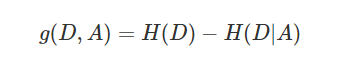 g(D, A) = H(D) − H(D|A)